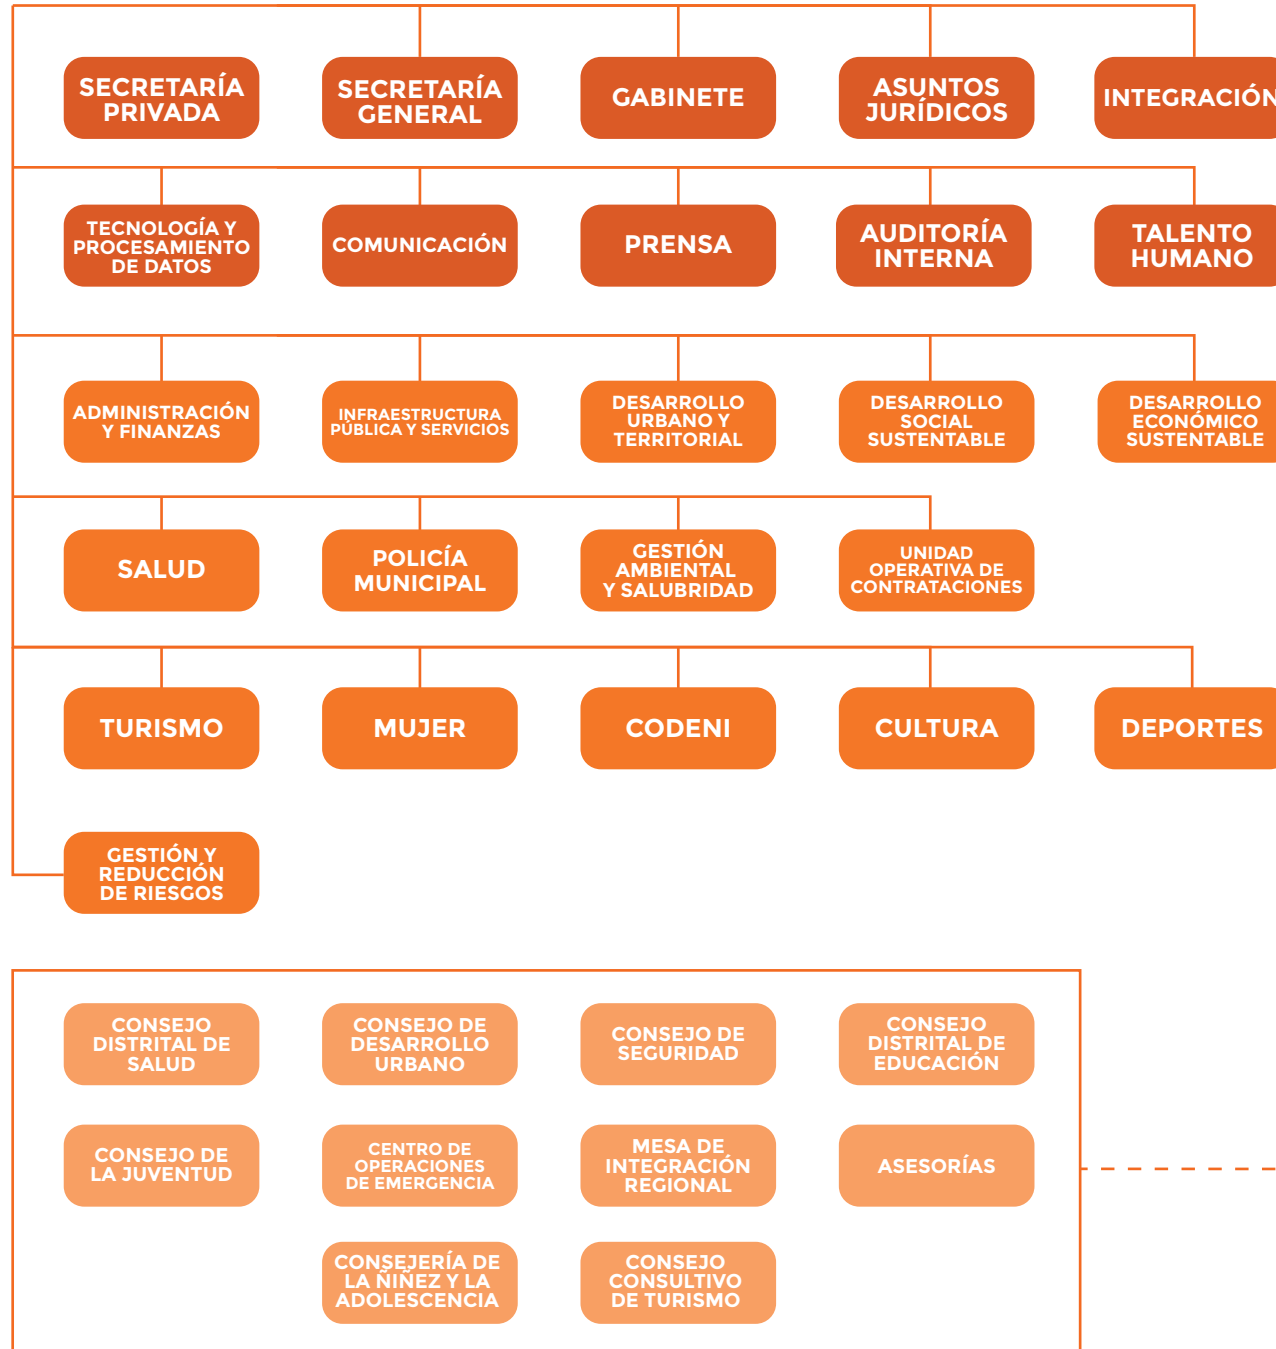 SECRETARÍA
PRIVADA
SECRETARÍA
GENERAL
GABINETE
ASUNTOS
JURÍDICOS
INTEGRACIÓN
TECNOLOGÍA Y
PROCESAMIENTO
DE DATOS
COMUNICACIÓN
PRENSA
AUDITORÍA
INTERNA
TALENTO
HUMANO
ADMINISTRACIÓN
Y FINANZAS
INFRAESTRUCTURA
PÚBLICA Y SERVICIOS
DESARROLLO
URBANO Y
TERRITORIAL
DESARROLLO
SOCIAL
SUSTENTABLE
DESARROLLO
ECONÓMICO
SUSTENTABLE
SALUD
POLICÍA
MUNICIPAL
GESTIÓN
AMBIENTAL
Y SALUBRIDAD
UNIDAD
OPERATIVA DE
CONTRATACIONES
TURISMO
MUJER
CODENI
CULTURA
DEPORTES
GESTIÓN Y
REDUCCIÓN
DE RIESGOS
CONSEJO
DISTRITAL DE
SALUD
CONSEJO DE
DESARROLLO
URBANO
CONSEJO DE
SEGURIDAD
CONSEJO
DISTRITAL DE
EDUCACIÓN
CONSEJO DE
LA JUVENTUD
CENTRO DE
OPERACIONES
DE EMERGENCIA
MESA DE
INTEGRACIÓN
REGIONAL
ASESORÍAS
CONSEJERÍA DE
LA ÑIÑEZ Y LA
ADOLESCENCIA
CONSEJO
CONSULTIVO
DE TURISMO